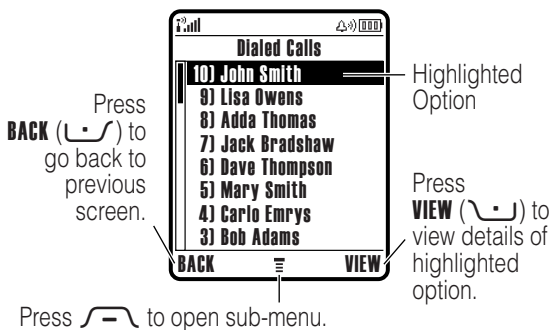 Dialed Calls
10) John Smith
9) Lisa Owens
8) Adda Thomas
7) Jack Bradshaw
6) Dave Thompson
5) Mary Smith
4) Carlo Emrys
3) Bob Adams
BACK VIEW
Highlighted
Option
Press
BACK ( ) to
go back to
previous
screen.
Press
VIEW ( ) to
view details of
highlighted
option.
Press to open sub-menu.